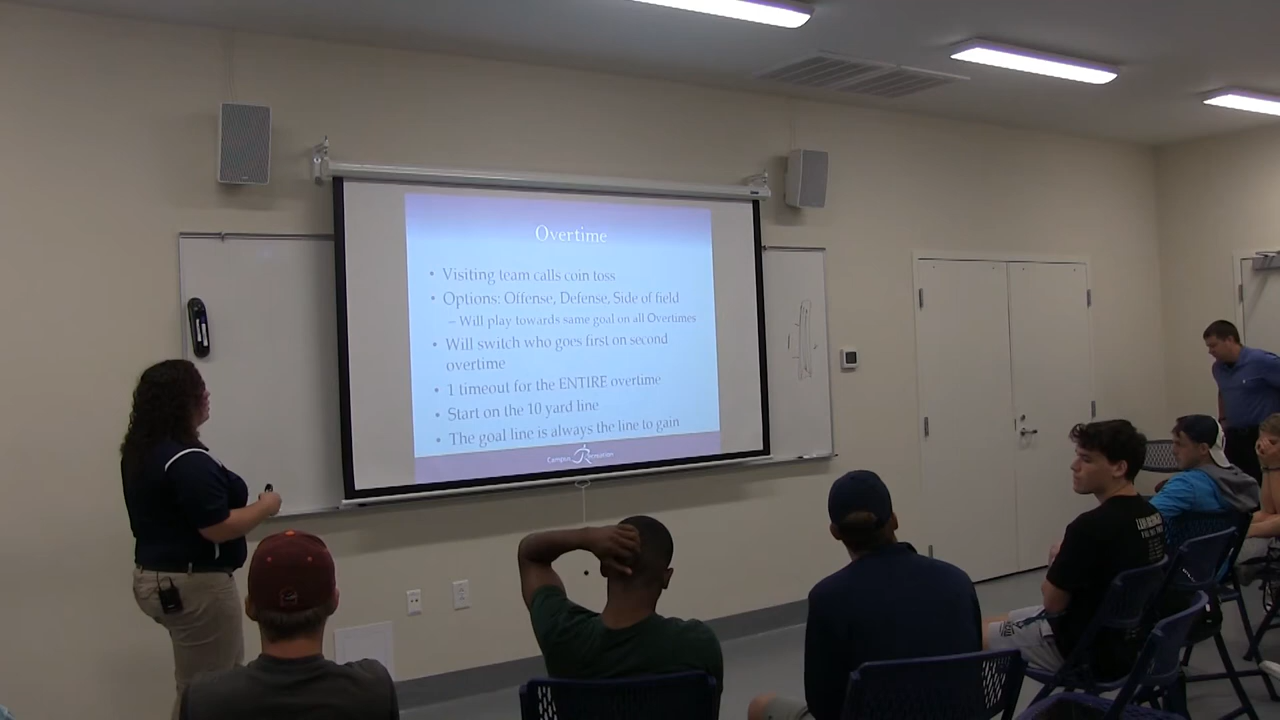 Overtime
• Visiting team calls coin toss
• Options: Offense, Defense, Side of field
– Will play towards same goal on all Overtimes
• Will switch who goes first on second
overtime
• 1 timeout for the ENTIRE overtime
• Start on the 10 yard line
• The goal line is always the line to gain
Campus Recreation